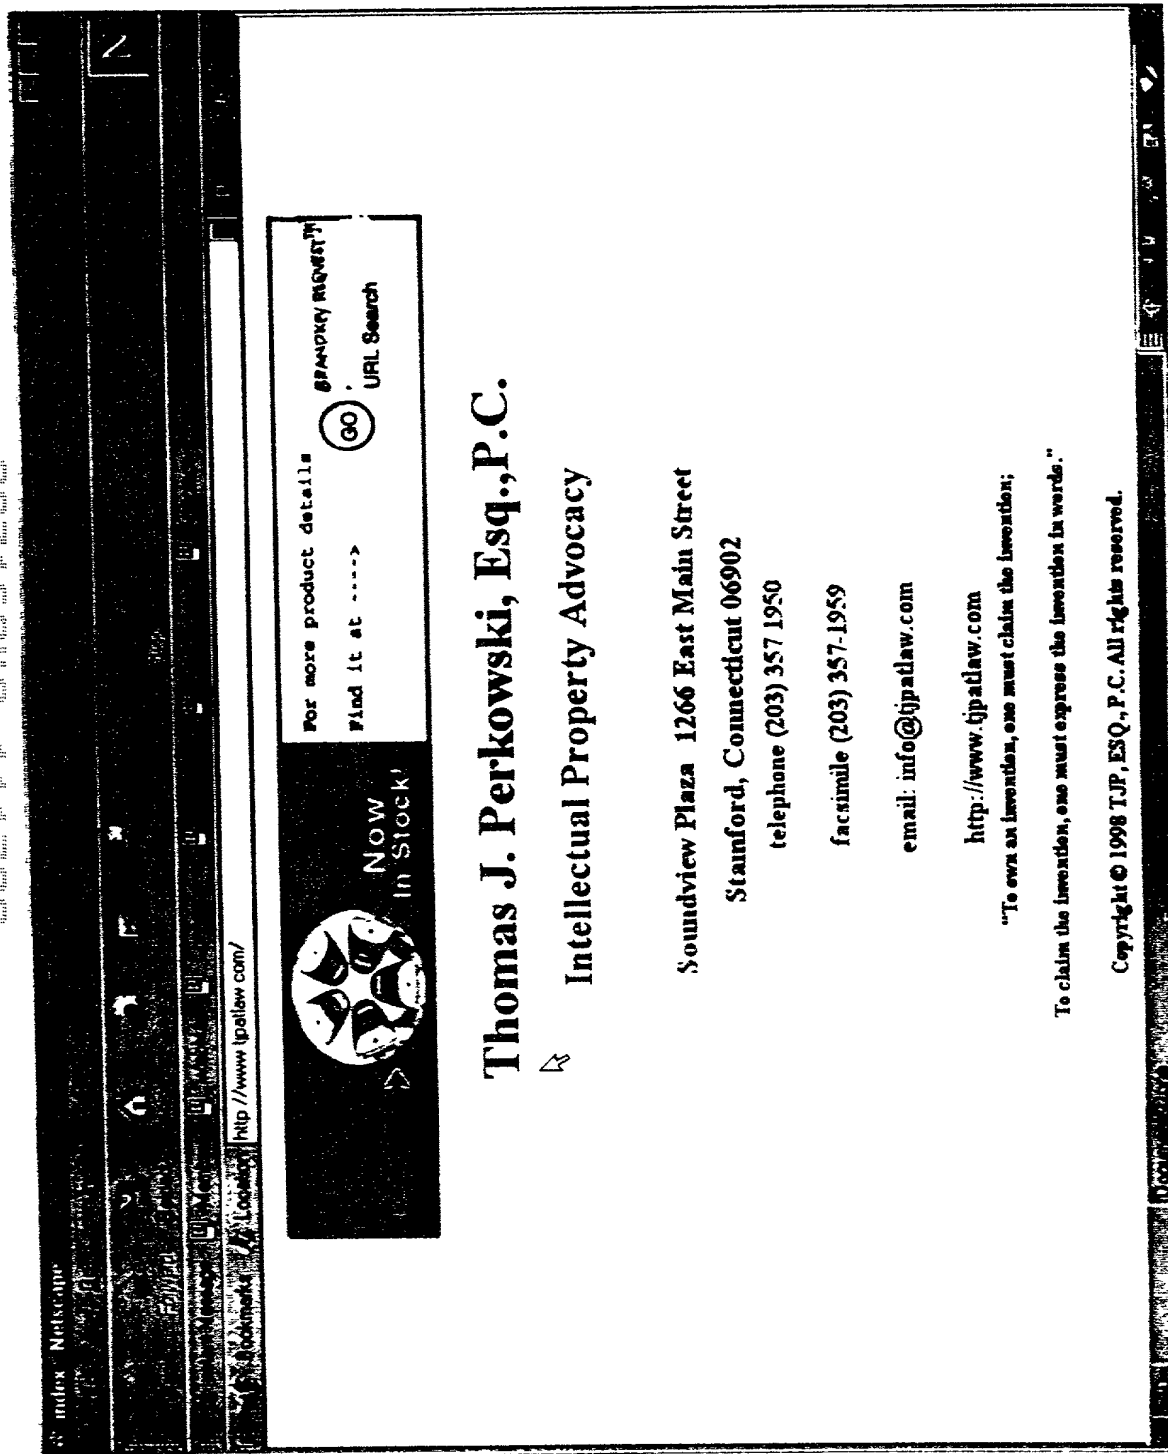 index Netscape
Bookmarks Location http //www tjpatlaw com/
Now
In Stock!
For more product details
Find it at ---->
GO
BRANDKEY REQUEST™
URL Search
Thomas J. Perkowski, Esq.,P.C.
Intellectual Property Advocacy
Soundview Plaza 1266 East Main Street
Stamford, Connecticut 06902
telephone (203) 357 1950
facsimile (203) 357-1959
email: info@tjpatlaw.com
http://www.tjpatlaw.com
"To own an invention, one must claim the invention;
To claim the invention, one must express the invention in words."
Copyright © 1998 TJP, ESQ., P.C. All rights reserved.